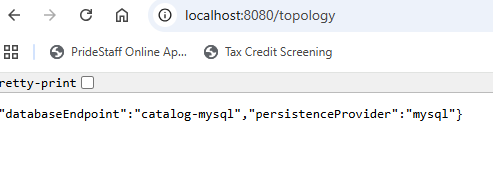 localhost:8080/topology
PrideStaff Online Ap... Tax Credit Screening
retty-print
"databaseEndpoint":"catalog-mysql","persistenceProvider":"mysql"}